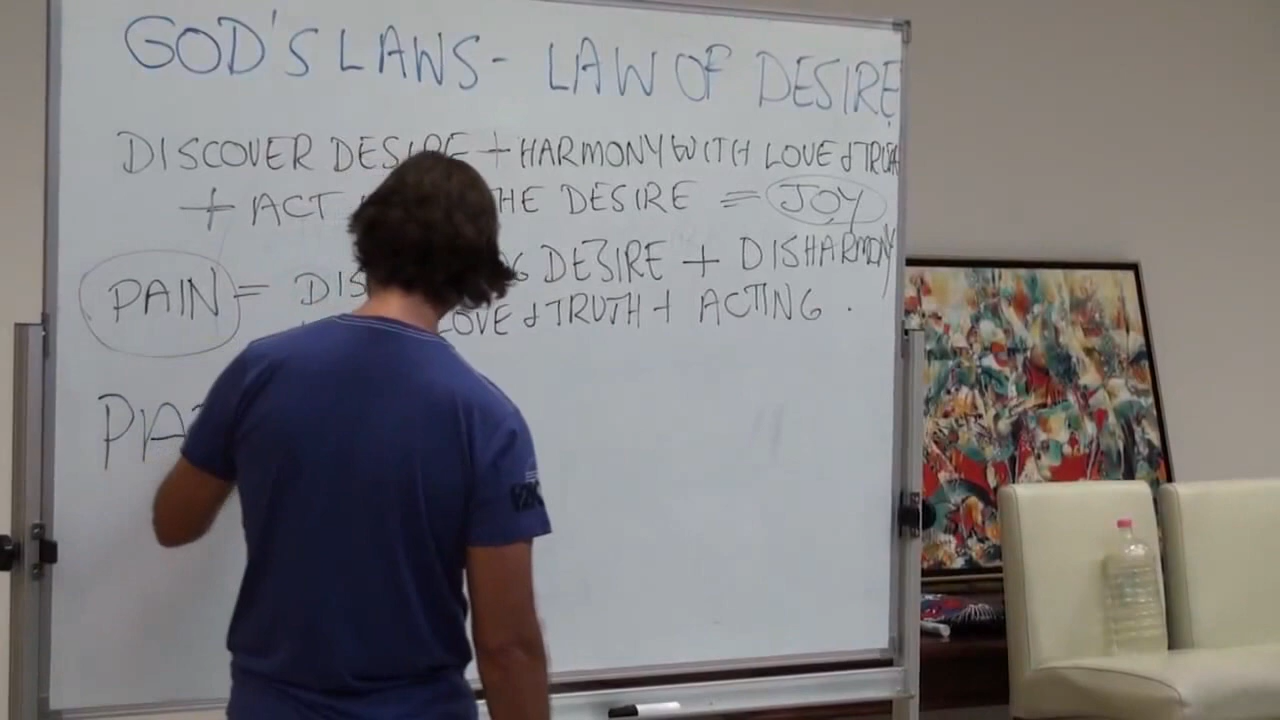 GOD'S LAWS - LAW OF DESIRE
DISCOVER DESIRE + HARMONY WITH LOVE & TRUTH
+ ACT THE DESIRE = JOY
PAIN = DESIRE + DISHARMONY
LOVE & TRUTH + ACTING.